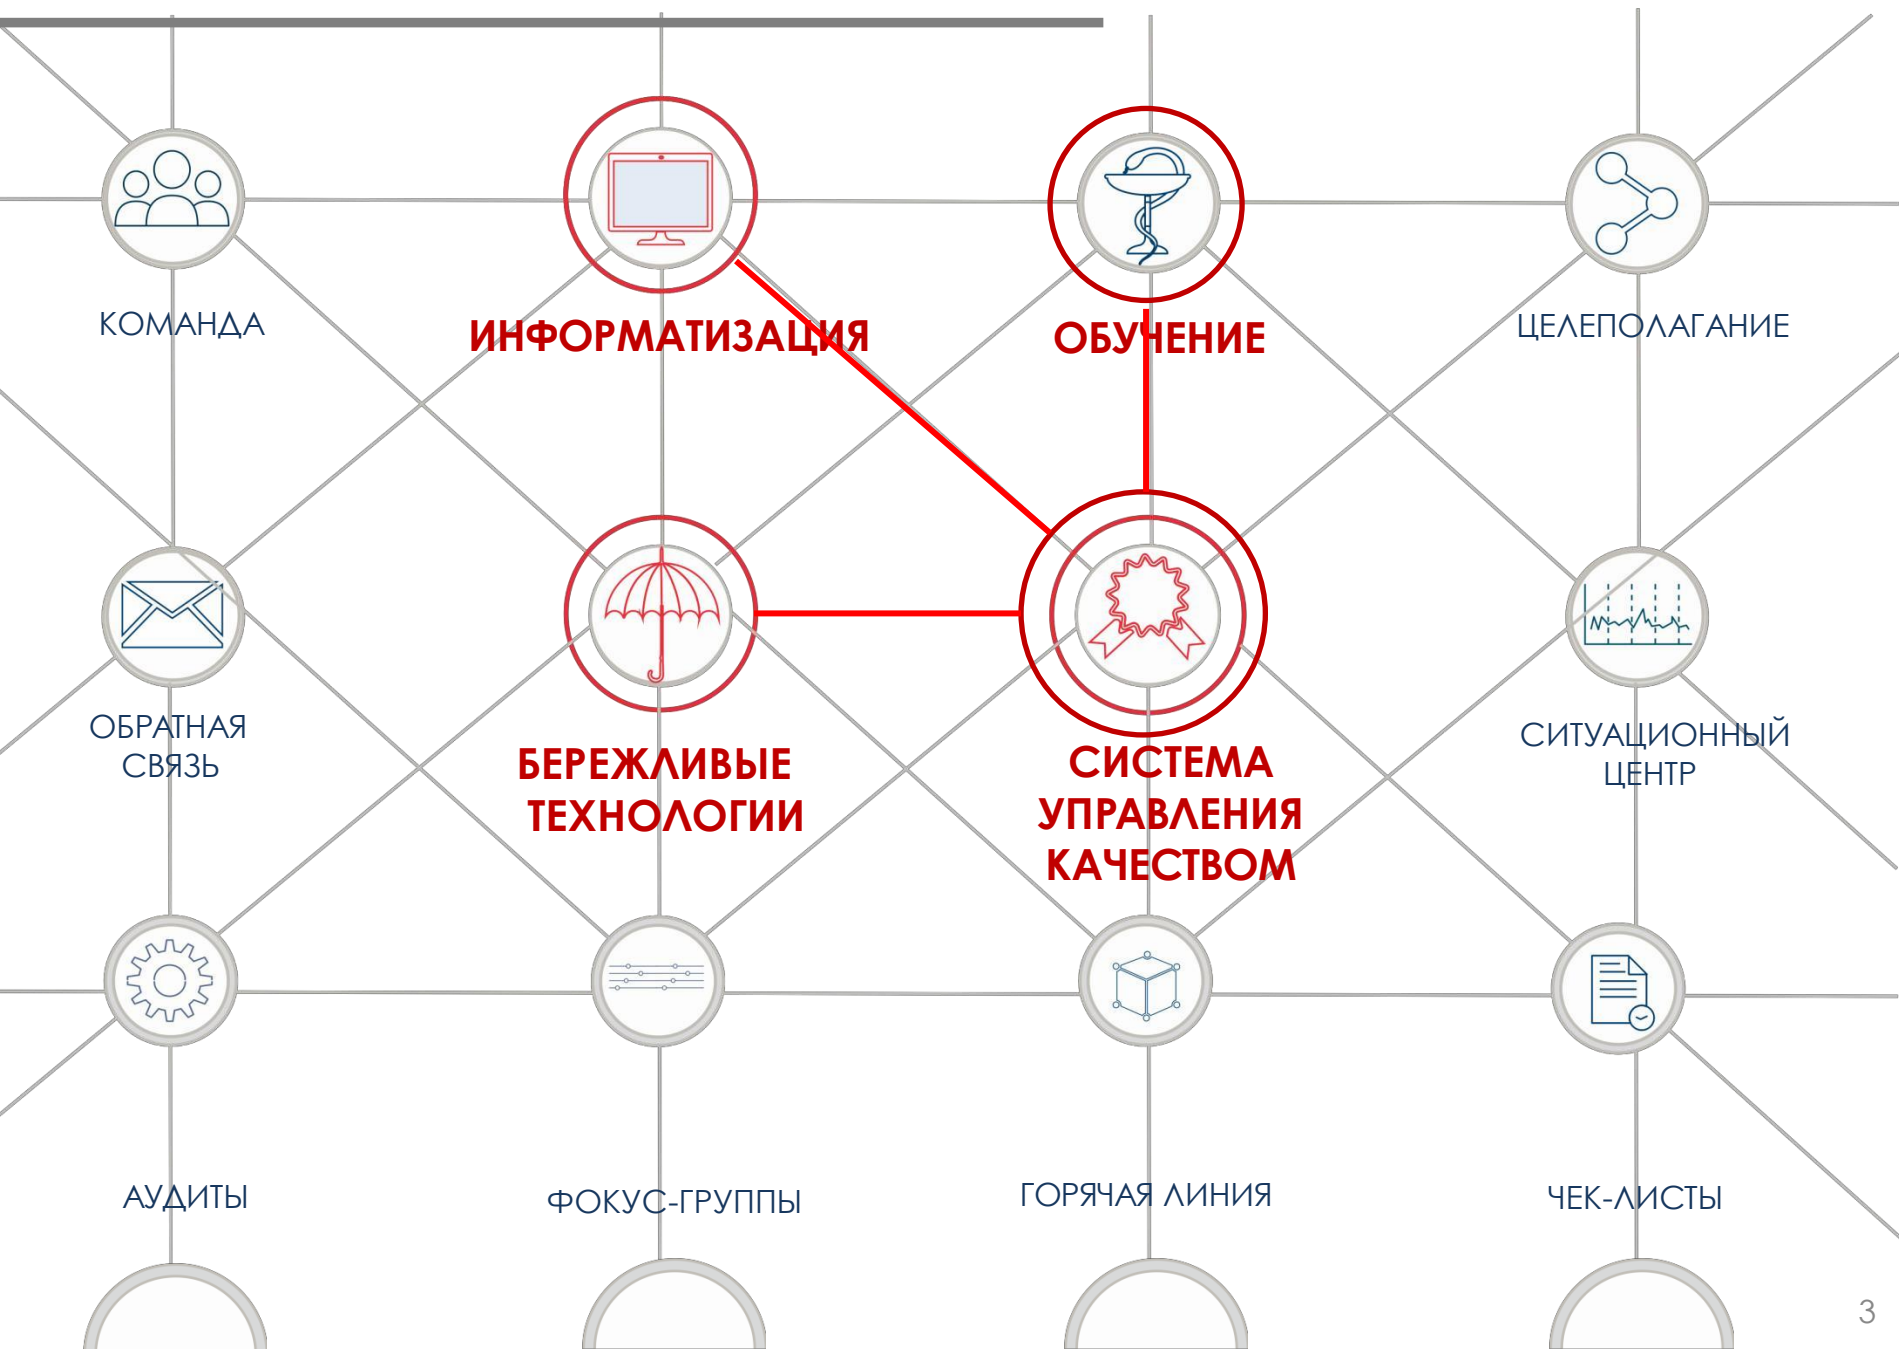 КОМАНДА
ИНФОРМАТИЗАЦИЯ
ОБУЧЕНИЕ
ЦЕЛЕПОЛАГАНИЕ
ОБРАТНАЯ
СВЯЗЬ
БЕРЕЖЛИВЫЕ
ТЕХНОЛОГИИ
СИСТЕМА
УПРАВЛЕНИЯ
КАЧЕСТВОМ
СИТУАЦИОННЫЙ
ЦЕНТР
АУДИТЫ
ФОКУС-ГРУППЫ
ГОРЯЧАЯ ЛИНИЯ
ЧЕК-ЛИСТЫ
3